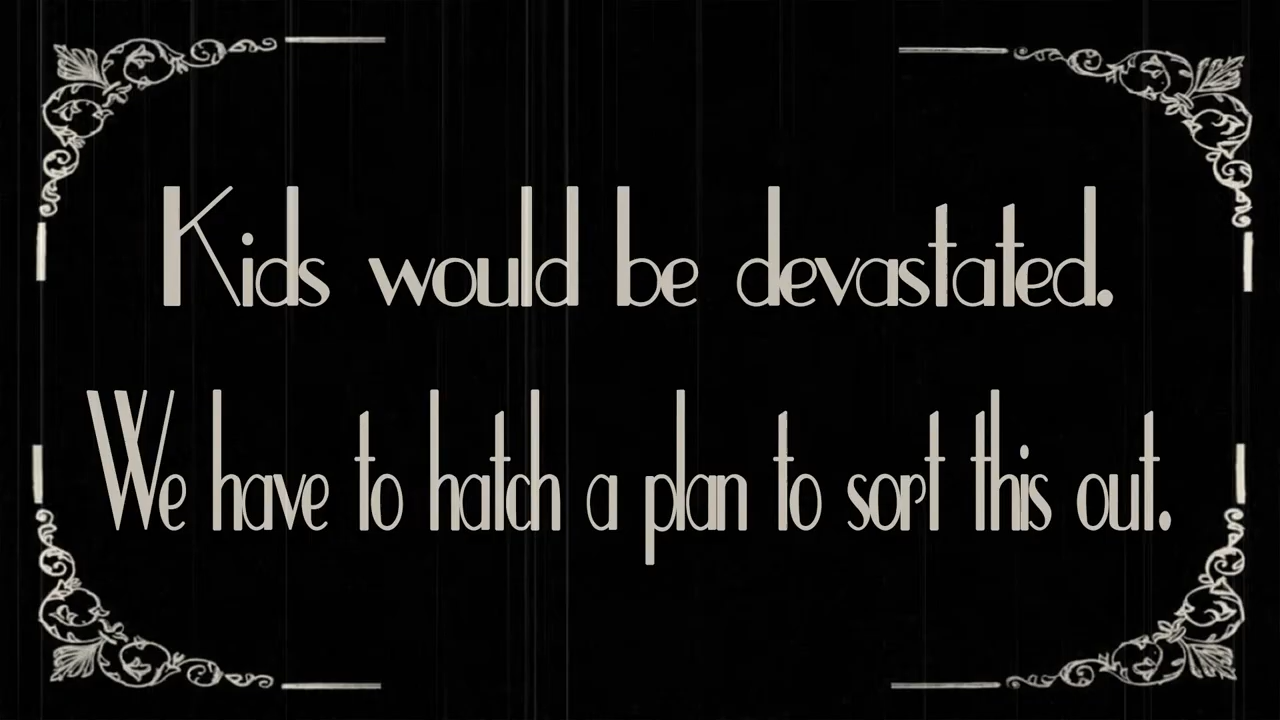 Kids would be devastated.
We have to hatch a plan to sort this out.